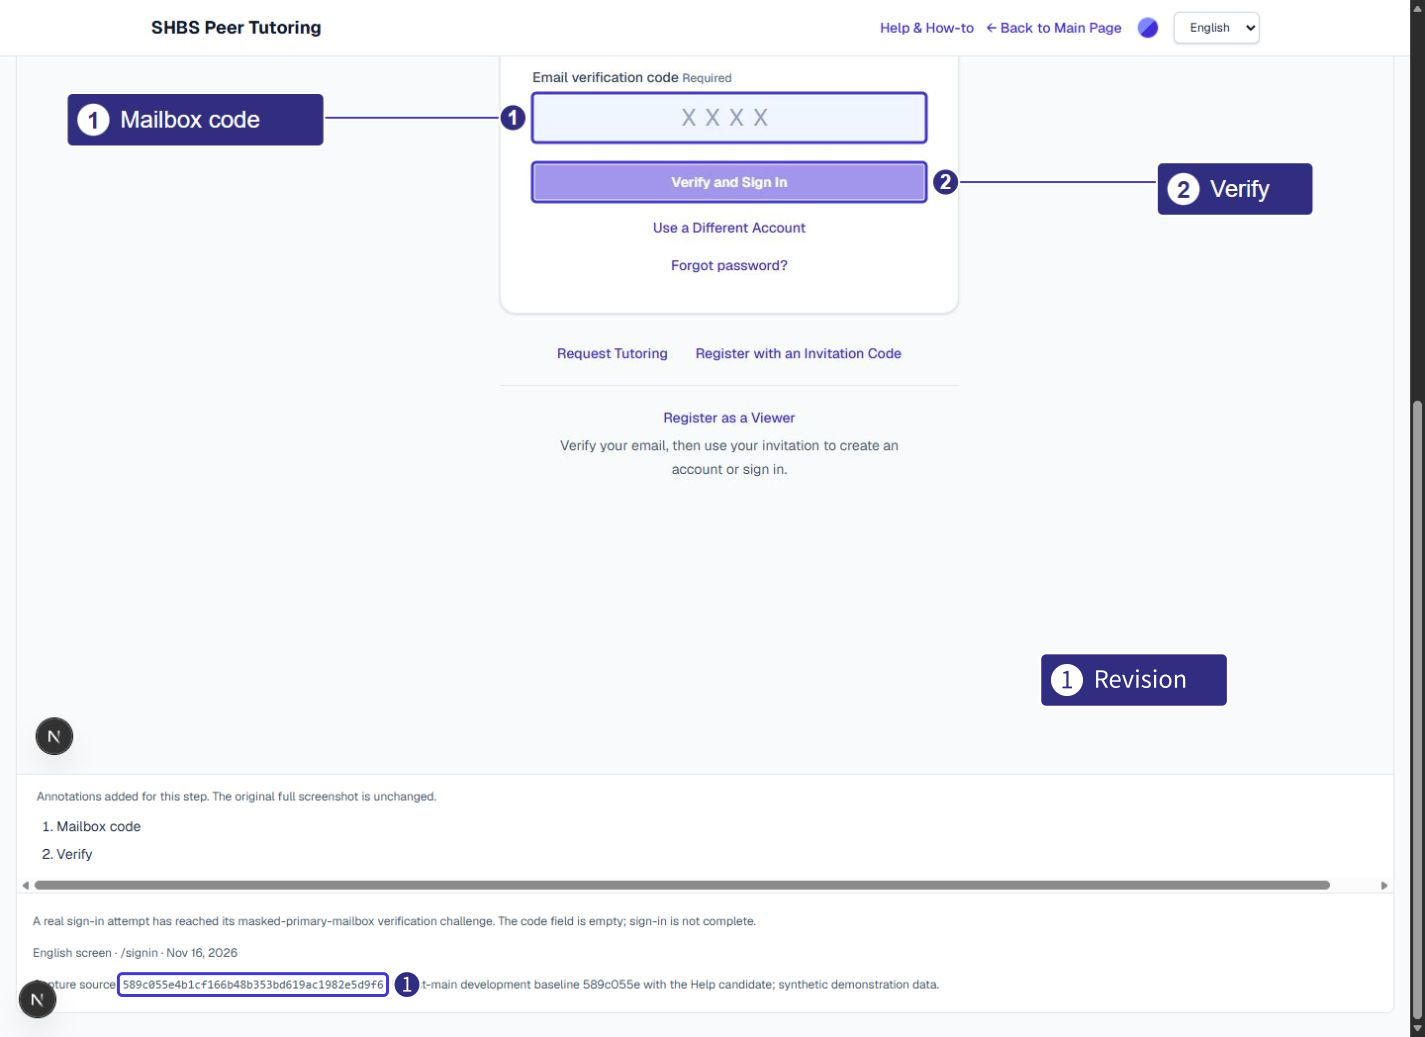 SHBS Peer Tutoring
Help & How-to
← Back to Main Page
English
Email verification code Required
1 Mailbox code
1
X X X X
Verify and Sign In
2
2 Verify
Use a Different Account
Forgot password?
Request Tutoring
Register with an Invitation Code
Register as a Viewer
Verify your email, then use your invitation to create an
account or sign in.
1 Revision
N
Annotations added for this step. The original full screenshot is unchanged.
1. Mailbox code
2. Verify
A real sign-in attempt has reached its masked-primary-mailbox verification challenge. The code field is empty; sign-in is not complete.
English screen · /signin · Nov 16, 2026
pture source 589c055e4b1cf166b48b353bd619ac1982e5d9f6 1 t-main development baseline 589c055e with the Help candidate; synthetic demonstration data.
N